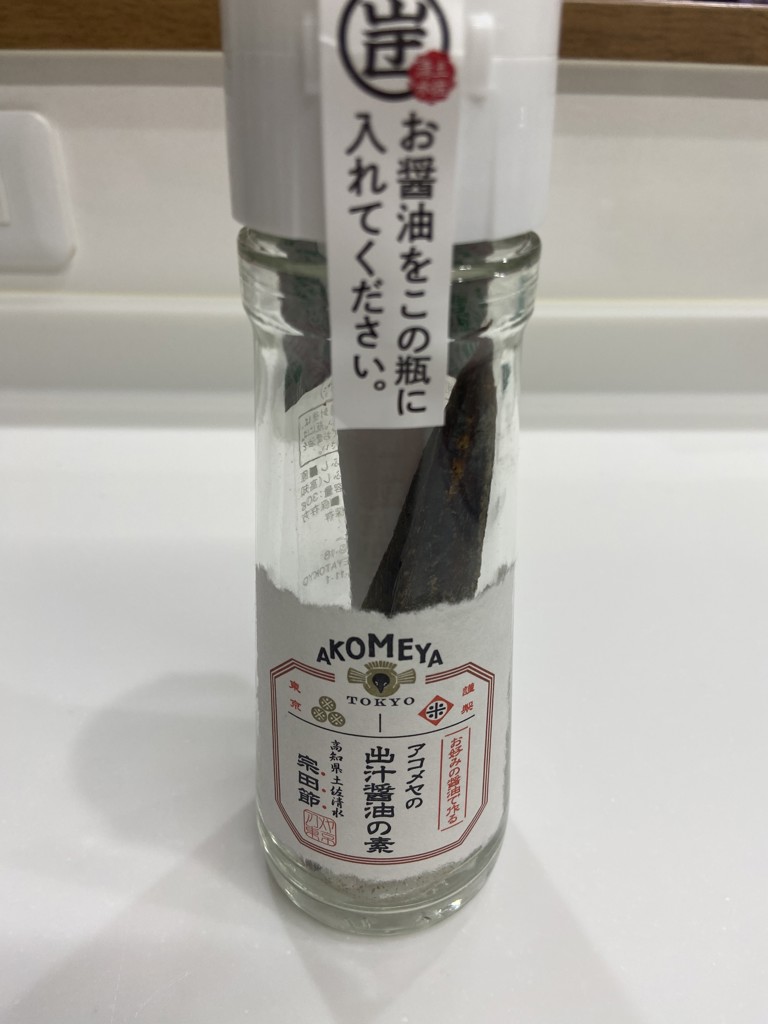 お醤油をこの瓶に
入れてください。
AKOMEYA
TOKYO
東京
謹製
お好みの醤油で作る
アコメヤの
出汁醤油の素
高知県土佐清水
宗田節